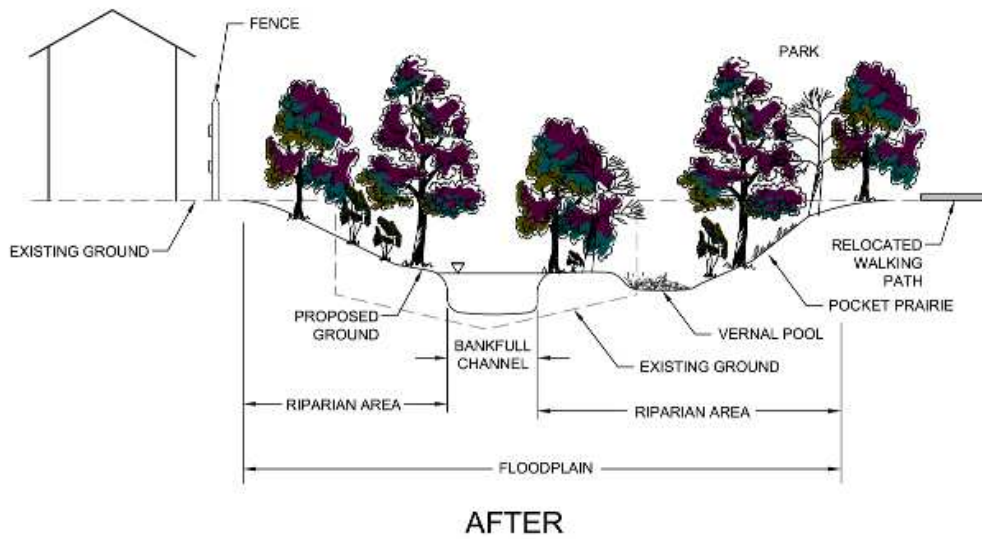 FENCE
PARK
EXISTING GROUND
RELOCATED
WALKING
PATH
POCKET PRAIRIE
PROPOSED
GROUND
VERNAL POOL
BANKFULL
CHANNEL
EXISTING GROUND
RIPARIAN AREA
RIPARIAN AREA
FLOODPLAIN
AFTER